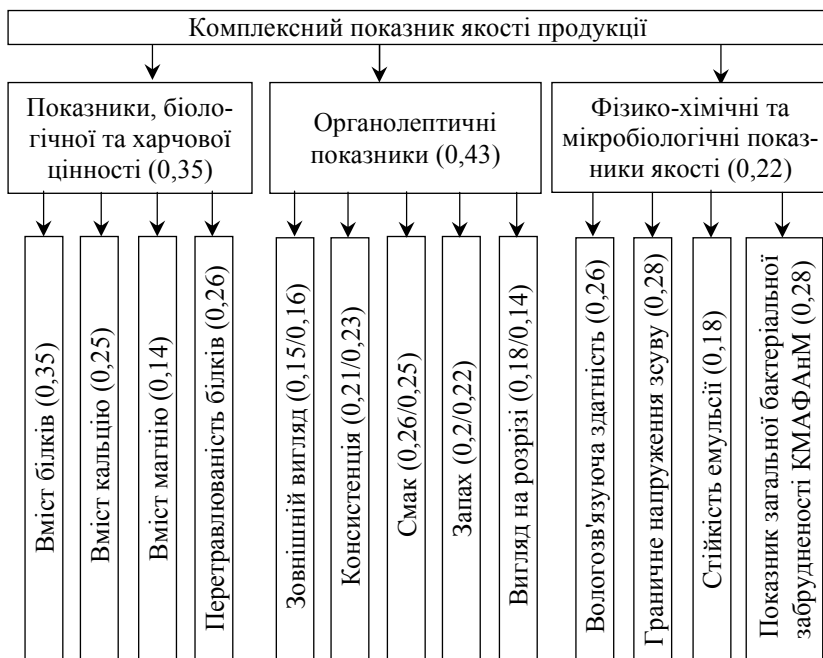 Комплексний показник якості продукції
Показники, біоло-
гічної та харчової
цінності (0,35)
Органолептичні
показники (0,43)
Фізико-хімічні та
мікробіологічні показ-
ники якості (0,22)
Вміст білків (0,35)
Вміст кальцію (0,25)
Вміст магнію (0,14)
Перетравлюваність білків (0,26)
Зовнішній вигляд (0,15/0,16)
Консистенція (0,21/0,23)
Смак (0,26/0,25)
Запах (0,2/0,22)
Вигляд на розрізі (0,18/0,14)
Вологозв'язуюча здатність (0,26)
Граничне напруження зсуву (0,28)
Стійкість емульсії (0,18)
Показник загальної бактеріальної
забрудненості КМАФАнМ (0,28)